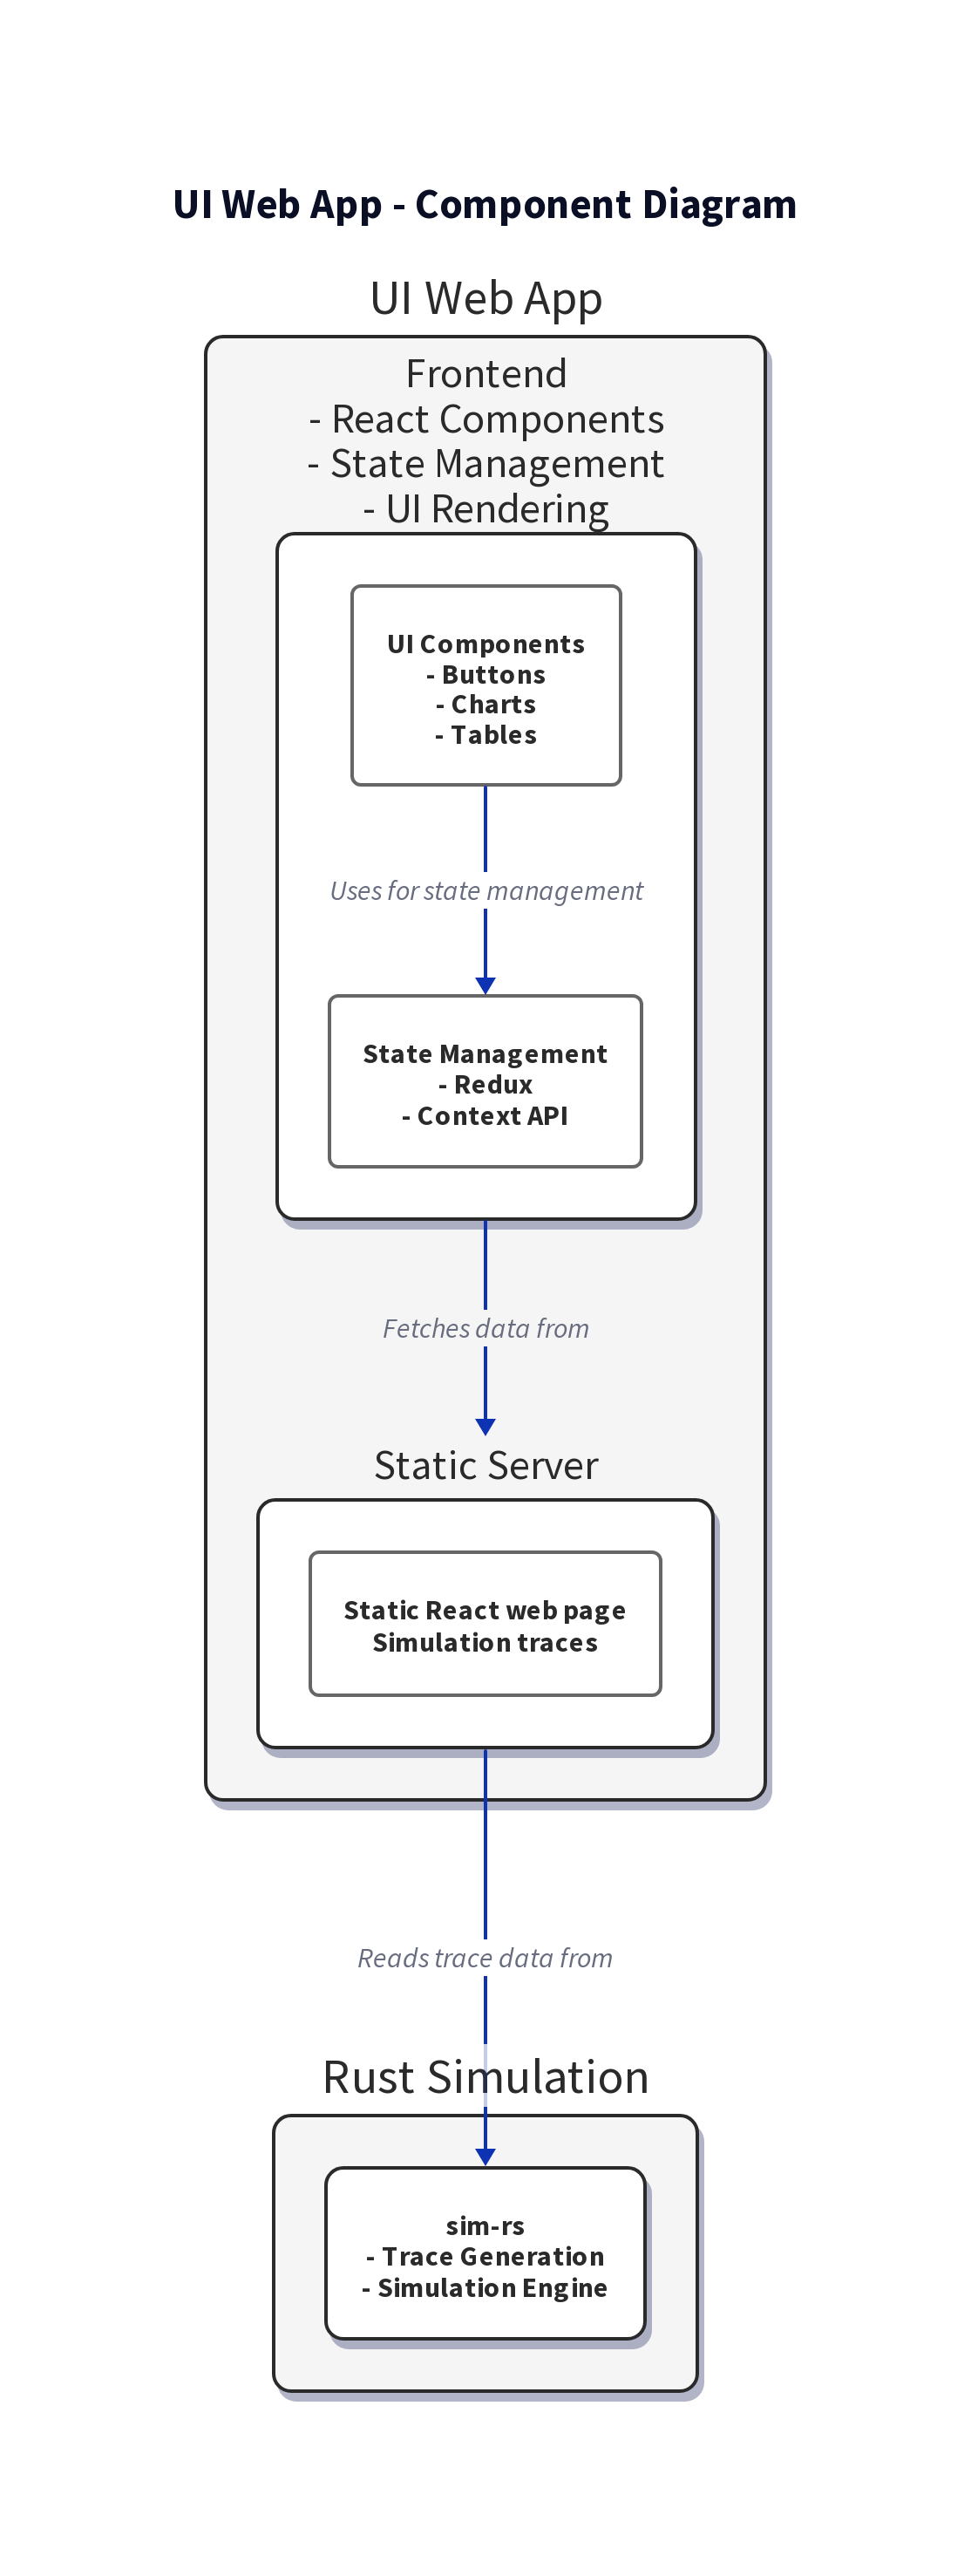 UI Web App - Component Diagram
UI Web App
Frontend
- React Components
- State Management
- UI Rendering
UI Components
- Buttons
- Charts
- Tables
Uses for state management
State Management
- Redux
- Context API
Fetches data from
Static Server
Static React web page
Simulation traces
Reads trace data from
Rust Simulation
sim-rs
- Trace Generation
- Simulation Engine